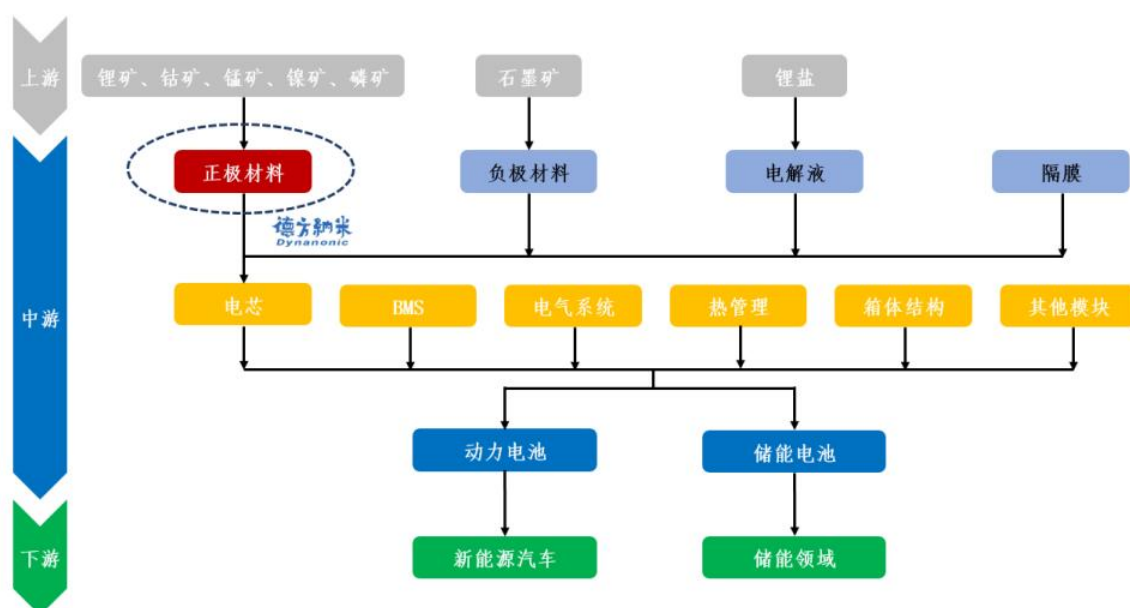 上游
锂矿、钴矿、锰矿、镍矿、磷矿
石墨矿
锂盐
正极材料
负极材料
电解液
隔膜
德方纳米
Dynanonic
中游
电芯
BMS
电气系统
热管理
箱体结构
其他模块
动力电池
储能电池
下游
新能源汽车
储能领域